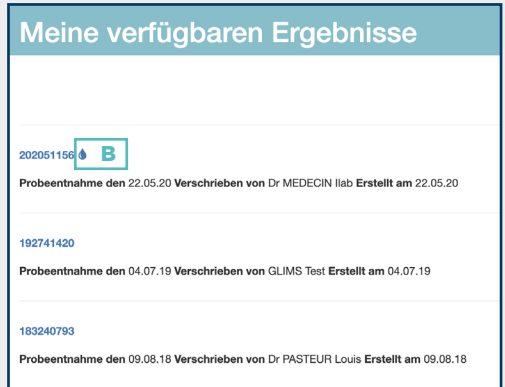 Meine verfügbaren Ergebnisse
202051156 B
Probeentnahme den 22.05.20 Verschrieben von Dr MEDECIN Ilab Erstellt am 22.05.20
192741420
Probeentnahme den 04.07.19 Verschrieben von GLIMS Test Erstellt am 04.07.19
183240793
Probeentnahme den 09.08.18 Verschrieben von Dr PASTEUR Louis Erstellt am 09.08.18